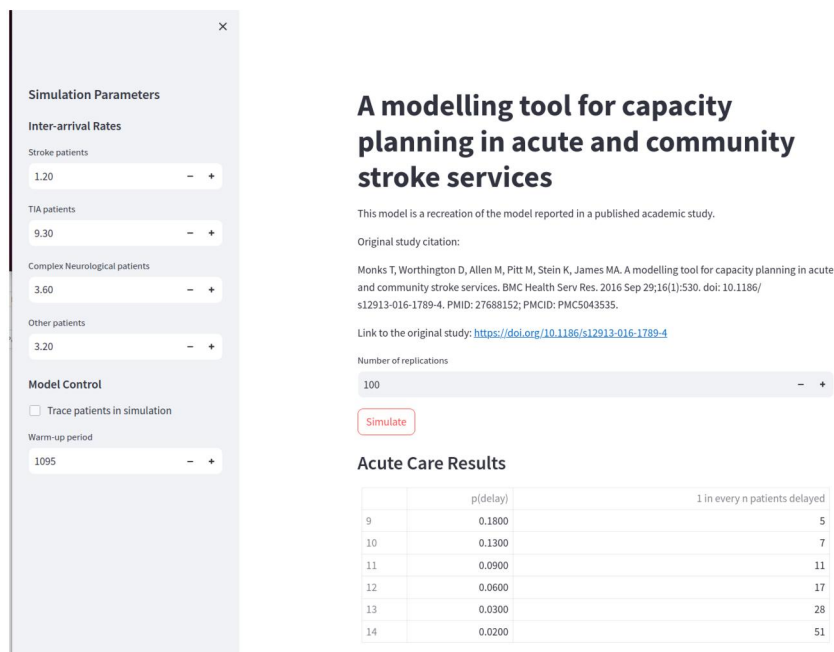 ×
Simulation Parameters
Inter-arrival Rates
Stroke patients
1.20 − +
TIA patients
9.30 − +
Complex Neurological patients
3.60 − +
Other patients
3.20 − +
Model Control
Trace patients in simulation
Warm-up period
1095 − +
A modelling tool for capacity
planning in acute and community
stroke services
This model is a recreation of the model reported in a published academic study.
Original study citation:
Monks T, Worthington D, Allen M, Pitt M, Stein K, James MA. A modelling tool for capacity planning in acute
and community stroke services. BMC Health Serv Res. 2016 Sep 29;16(1):530. doi: 10.1186/
s12913-016-1789-4. PMID: 27688152; PMCID: PMC5043535.
Link to the original study: https://doi.org/10.1186/s12913-016-1789-4
Number of replications
100 − +
Simulate
Acute Care Results
p(delay) 1 in every n patients delayed
9 0.1800 5
10 0.1300 7
11 0.0900 11
12 0.0600 17
13 0.0300 28
14 0.0200 51